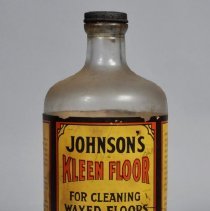 JOHNSON'S
KLEEN FLOOR
FOR CLEANING
WAXED FLOORS